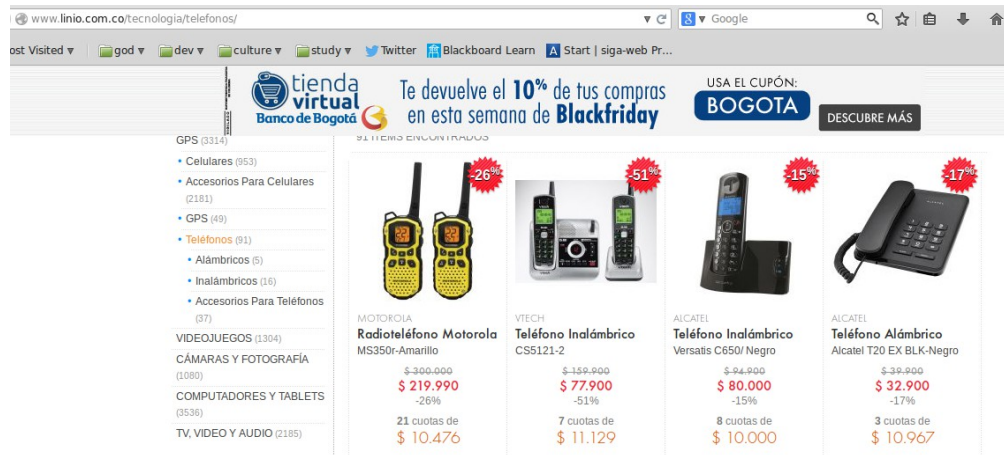 www.linio.com.co/tecnologia/telefonos/
Google
ost Visited
god
dev
culture
study
Twitter
Blackboard Learn
Start | siga-web Pr...
tienda
virtual
Banco de Bogotá
Te devuelve el 10% de tus compras
en esta semana de Blackfriday
USA EL CUPÓN:
BOGOTA
DESCUBRE MÁS
GPS (3314)
Celulares (953)
Accesorios Para Celulares
(2181)
GPS (49)
Teléfonos (91)
Alámbricos (5)
Inalámbricos (16)
Accesorios Para Teléfonos
(37)
VIDEOJUEGOS (1304)
CÁMARAS Y FOTOGRAFÍA
(1080)
COMPUTADORES Y TABLETS
(3536)
TV, VIDEO Y AUDIO (2185)
91 ITEMS ENCONTRADOS
-26%
MOTOROLA
Radioteléfono Motorola
MS350r-Amarillo
$ 300.000
$ 219.990
-26%
21 cuotas de
$ 10.476
-51%
VTECH
Teléfono Inalámbrico
CS5121-2
$ 159.900
$ 77.900
-51%
7 cuotas de
$ 11.129
-15%
ALCATEL
Teléfono Inalámbrico
Versatis C650/ Negro
$ 94.900
$ 80.000
-15%
8 cuotas de
$ 10.000
-17%
ALCATEL
Teléfono Alámbrico
Alcatel T20 EX BLK-Negro
$ 39.900
$ 32.900
-17%
3 cuotas de
$ 10.967